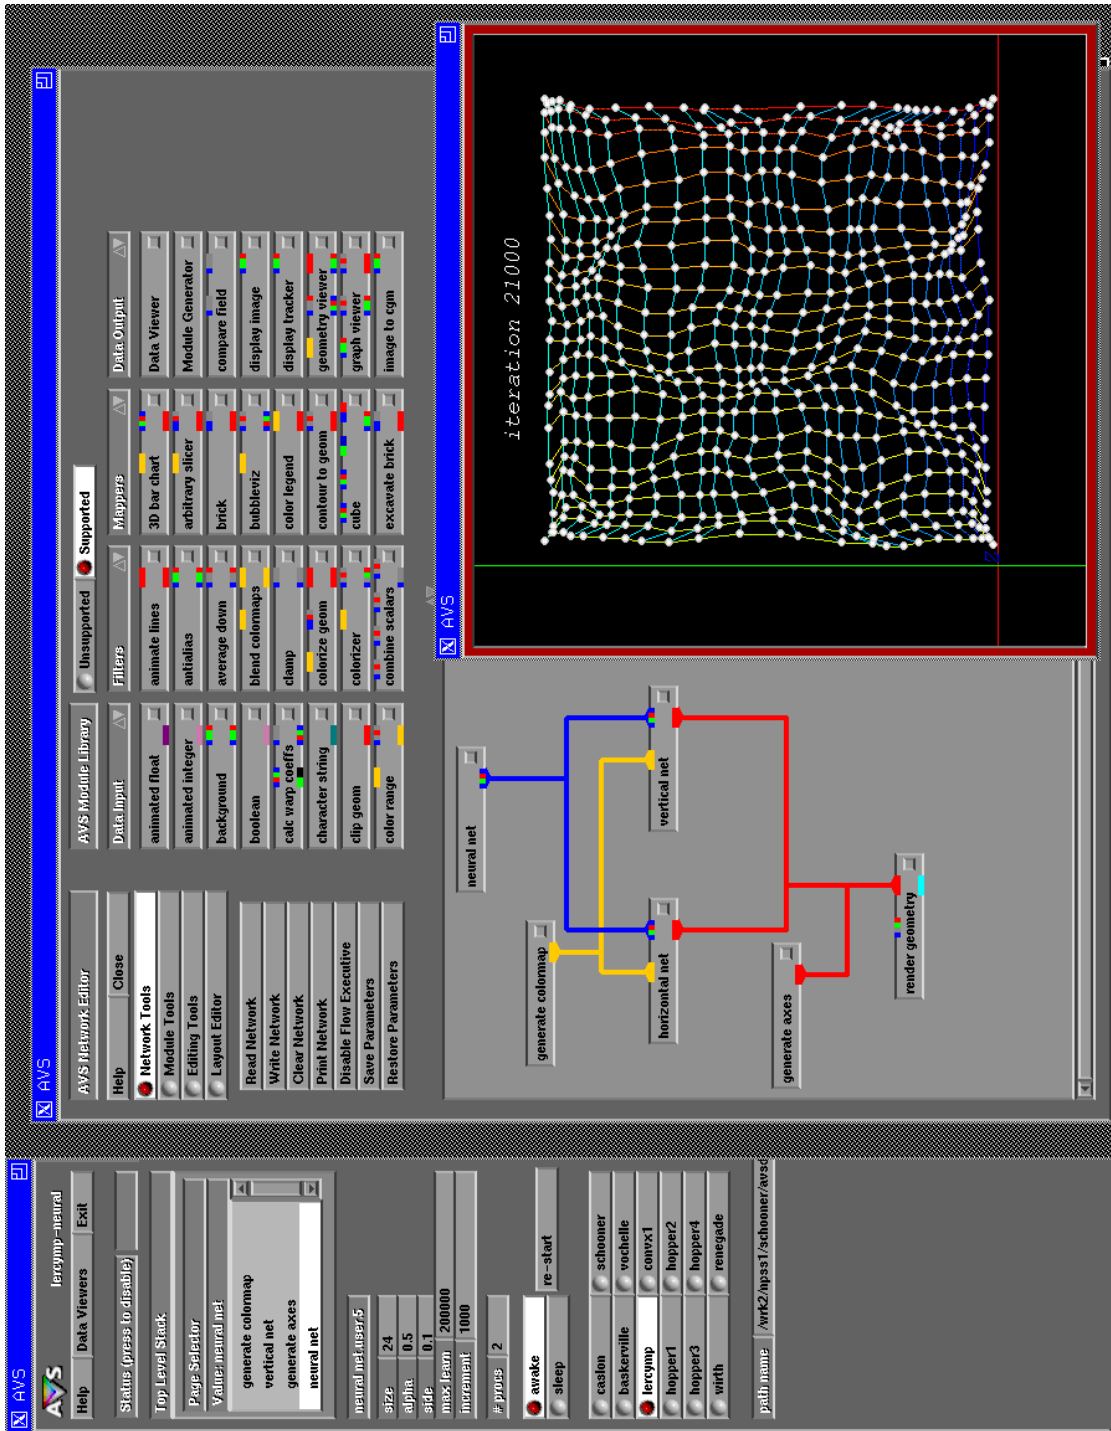 AVS
lercymp-neural
AVS
Help Data Viewers Exit
Status (press to disable)
Top Level Stack
Page Selector
Value: neural net
generate colormap
vertical net
generate axes
neural net
neural net.user.5
size 24
alpha 0.5
side 0.1
max learn 200000
increment 1000
# procs 2
awake re-start
sleep
caslon schooner
baskerville vochelle
lercymp convx1
hopper1 hopper2
hopper3 hopper4
wirth renegade
path name /wrk2/npss1/schooner/avsd
AVS
AVS Network Editor
Help Close
Network Tools
Module Tools
Editing Tools
Layout Editor
Read Network
Write Network
Clear Network
Print Network
Disable Flow Executive
Save Parameters
Restore Parameters
AVS Module Library Unsupported Supported
Data Input Filters Mappers Data Output
animated float animate lines 3D bar chart Data Viewer
animated integer antialias arbitrary slicer Module Generator
background average down brick compare field
boolean blend colormaps bubbleviz display image
calc warp coeffs clamp color legend display tracker
character string colorize geom contour to geom geometry viewer
clip geom colorizer cube graph viewer
color range combine scalars excavate brick image to cgm
neural net
generate colormap
horizontal net vertical net
generate axes
render geometry
AVS
iteration 21000